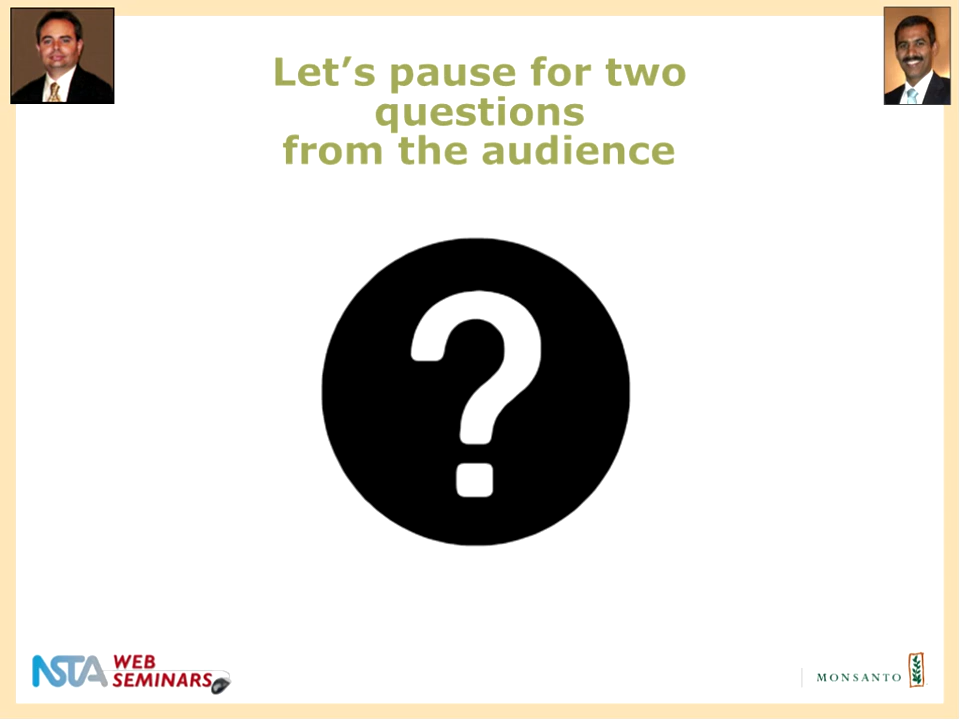 Let’s pause for two
questions
from the audience
?
NSTA WEB
SEMINARS
MONSANTO